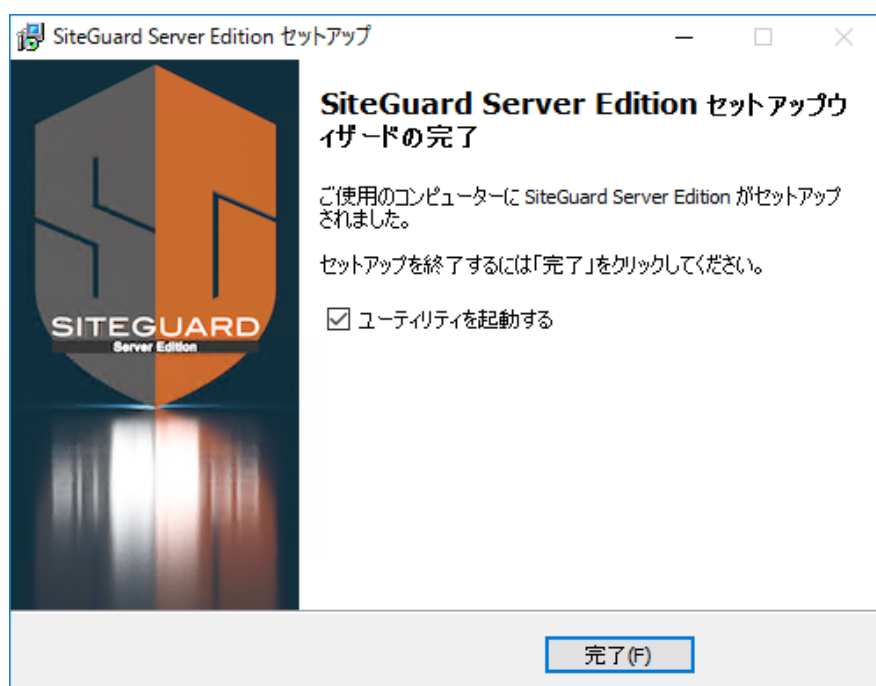 SiteGuard Server Edition セットアップ
SiteGuard Server Edition セットアップウ
ィザードの完了
ご使用のコンピューターに SiteGuard Server Edition がセットアップ
されました。
セットアップを終了するには「完了」をクリックしてください。
ユーティリティを起動する
SG
SITEGUARD
Server Edition
完了(F)